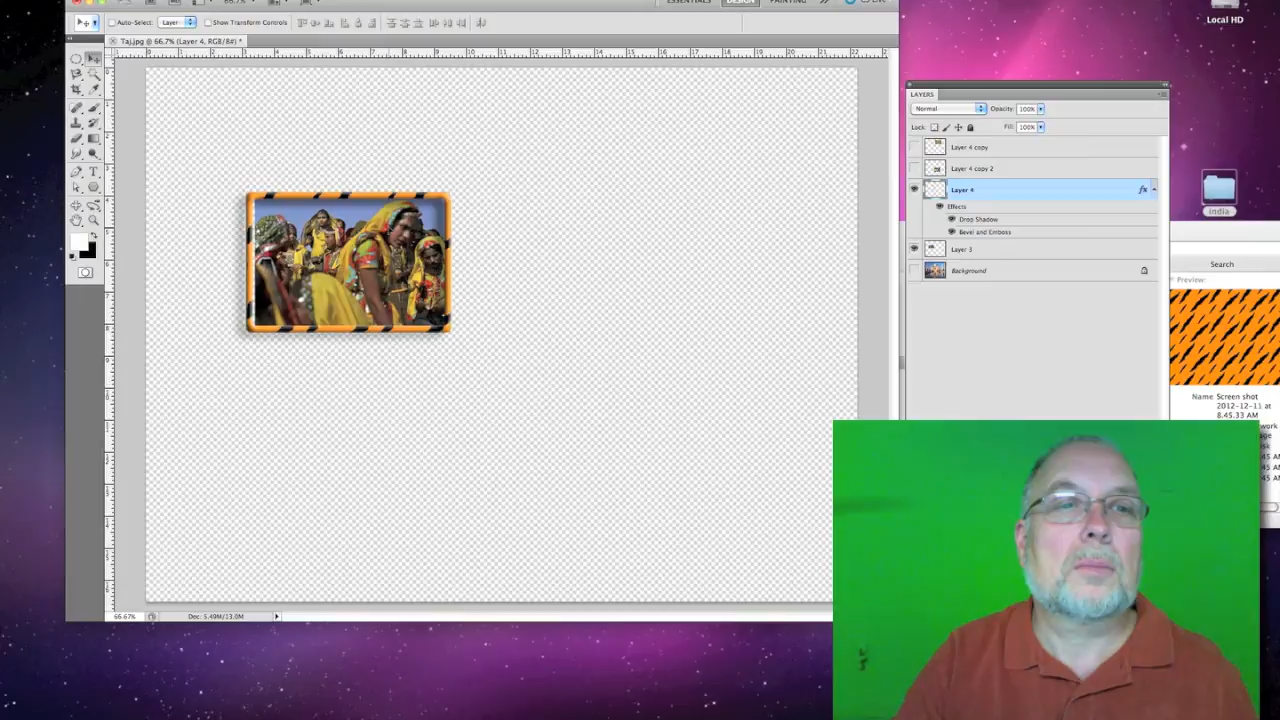 ESSENTIALS DESIGN PAINTING
Auto-Select: Layer Show Transform Controls
Local HD
Taj.jpg @ 66.7% (Layer 4, RGB/8#) *
LAYERS
Normal Opacity: 100%
Lock: Fill: 100%
Layer 4 copy
Layer 4 copy 2
Layer 4 fx
Effects
Drop Shadow
Bevel and Emboss
Layer 3
Background
India
Search
Preview:
Name Screen shot
2012-12-11 at
8.45.33 AM
66.67% Doc: 5.49M/13.0M